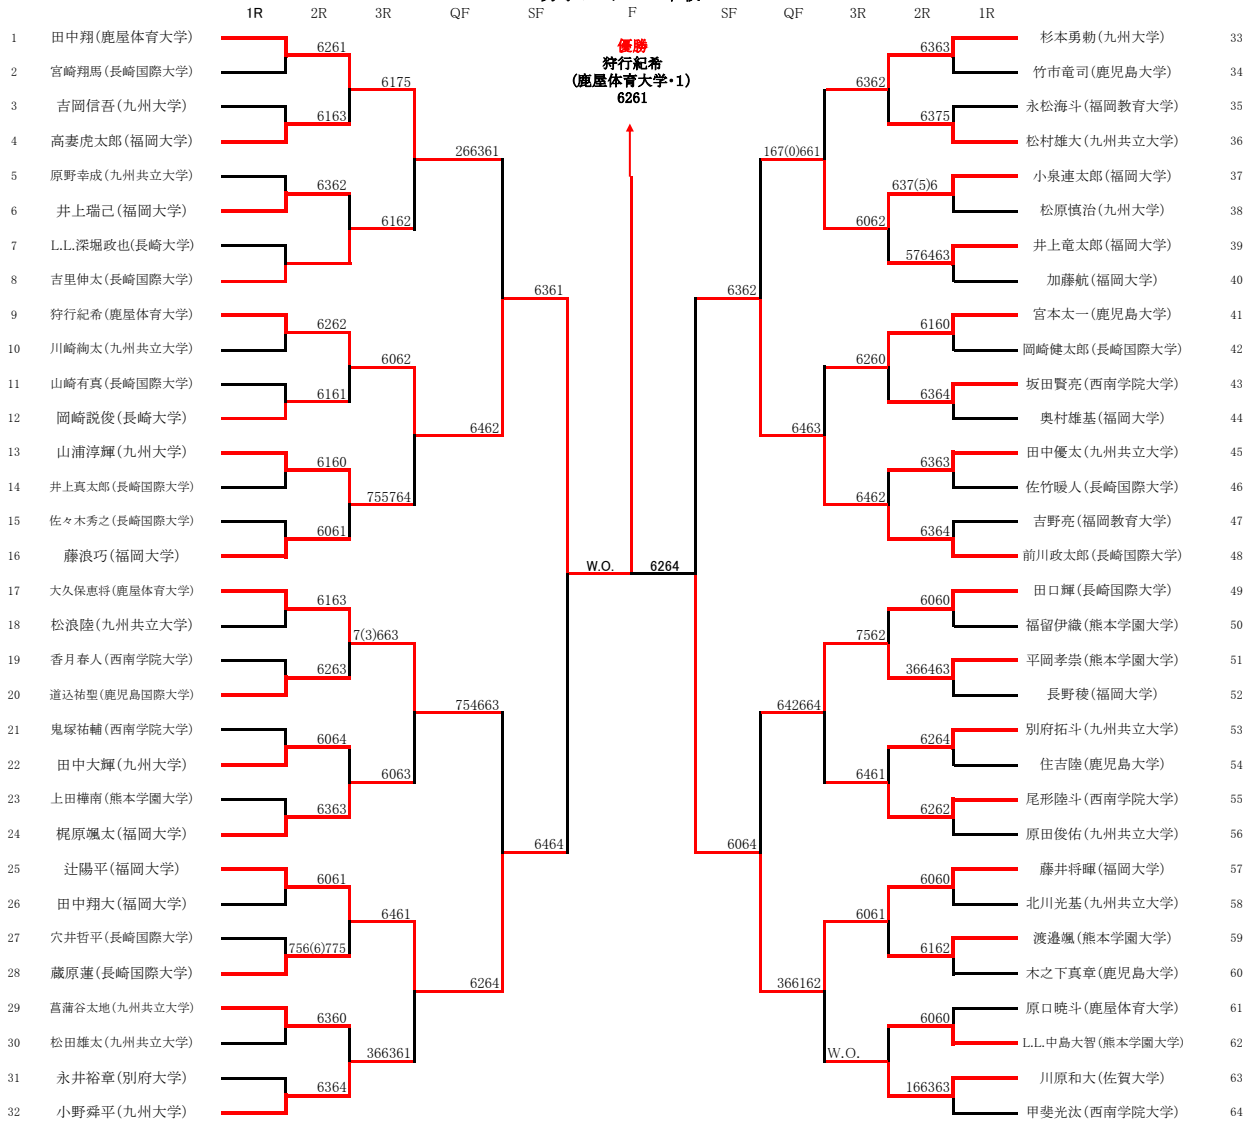 1R 2R 3R QF SF F SF QF 3R 2R 1R
優勝
狩行紀希
(鹿屋体育大学・1)
6261
1 田中翔(鹿屋体育大学)
2 宮崎翔馬(長崎国際大学)
3 吉岡信吾(九州大学)
4 高妻虎太郎(福岡大学)
5 原野幸成(九州共立大学)
6 井上瑞己(福岡大学)
7 L.L.深堀政也(長崎大学)
8 吉里伸太(長崎国際大学)
9 狩行紀希(鹿屋体育大学)
10 川崎絢太(九州共立大学)
11 山崎有真(長崎国際大学)
12 岡崎説俊(長崎大学)
13 山浦淳輝(九州大学)
14 井上真太郎(長崎国際大学)
15 佐々木秀之(長崎国際大学)
16 藤浪巧(福岡大学)
17 大久保恵将(鹿屋体育大学)
18 松浪陸(九州共立大学)
19 香月春人(西南学院大学)
20 道込祐聖(鹿児島国際大学)
21 鬼塚祐輔(西南学院大学)
22 田中大輝(九州大学)
23 上田樺南(熊本学園大学)
24 梶原颯太(福岡大学)
25 辻陽平(福岡大学)
26 田中翔大(福岡大学)
27 穴井哲平(長崎国際大学)
28 蔵原蓮(長崎国際大学)
29 菖蒲谷太地(九州共立大学)
30 松田雄太(九州共立大学)
31 永井裕章(別府大学)
32 小野舜平(九州大学)
6261
6163
6362
6262
6161
6160
6061
6163
6263
6064
6363
6061
756(6)775
6360
6364
6175
6162
6062
755764
7(3)663
6063
6461
366361
266361
6462
754663
6264
6361
6464
W.O.
6264
6362
6064
167(0)661
6463
642664
366162
6362
6062
6260
6462
7562
6461
6061
W.O.
6363
6375
637(5)6
576463
6160
6364
6363
6364
6060
366463
6264
6262
6060
6162
6060
166363
杉本勇勅(九州大学) 33
竹市竜司(鹿児島大学) 34
永松海斗(福岡教育大学) 35
松村雄大(九州共立大学) 36
小泉連太郎(福岡大学) 37
松原慎治(九州大学) 38
井上竜太郎(福岡大学) 39
加藤航(福岡大学) 40
宮本太一(鹿児島大学) 41
岡崎健太郎(長崎国際大学) 42
坂田賢亮(西南学院大学) 43
奥村雄基(福岡大学) 44
田中優太(九州共立大学) 45
佐竹暖人(長崎国際大学) 46
吉野亮(福岡教育大学) 47
前川政太郎(長崎国際大学) 48
田口輝(長崎国際大学) 49
福留伊織(熊本学園大学) 50
平岡孝崇(熊本学園大学) 51
長野稜(福岡大学) 52
別府拓斗(九州共立大学) 53
住吉陸(鹿児島大学) 54
尾形陸斗(西南学院大学) 55
原田俊佑(九州共立大学) 56
藤井将暉(福岡大学) 57
北川光基(九州共立大学) 58
渡邉颯(熊本学園大学) 59
木之下真章(鹿児島大学) 60
原口暁斗(鹿屋体育大学) 61
L.L.中島大智(熊本学園大学) 62
川原和大(佐賀大学) 63
甲斐光汰(西南学院大学) 64